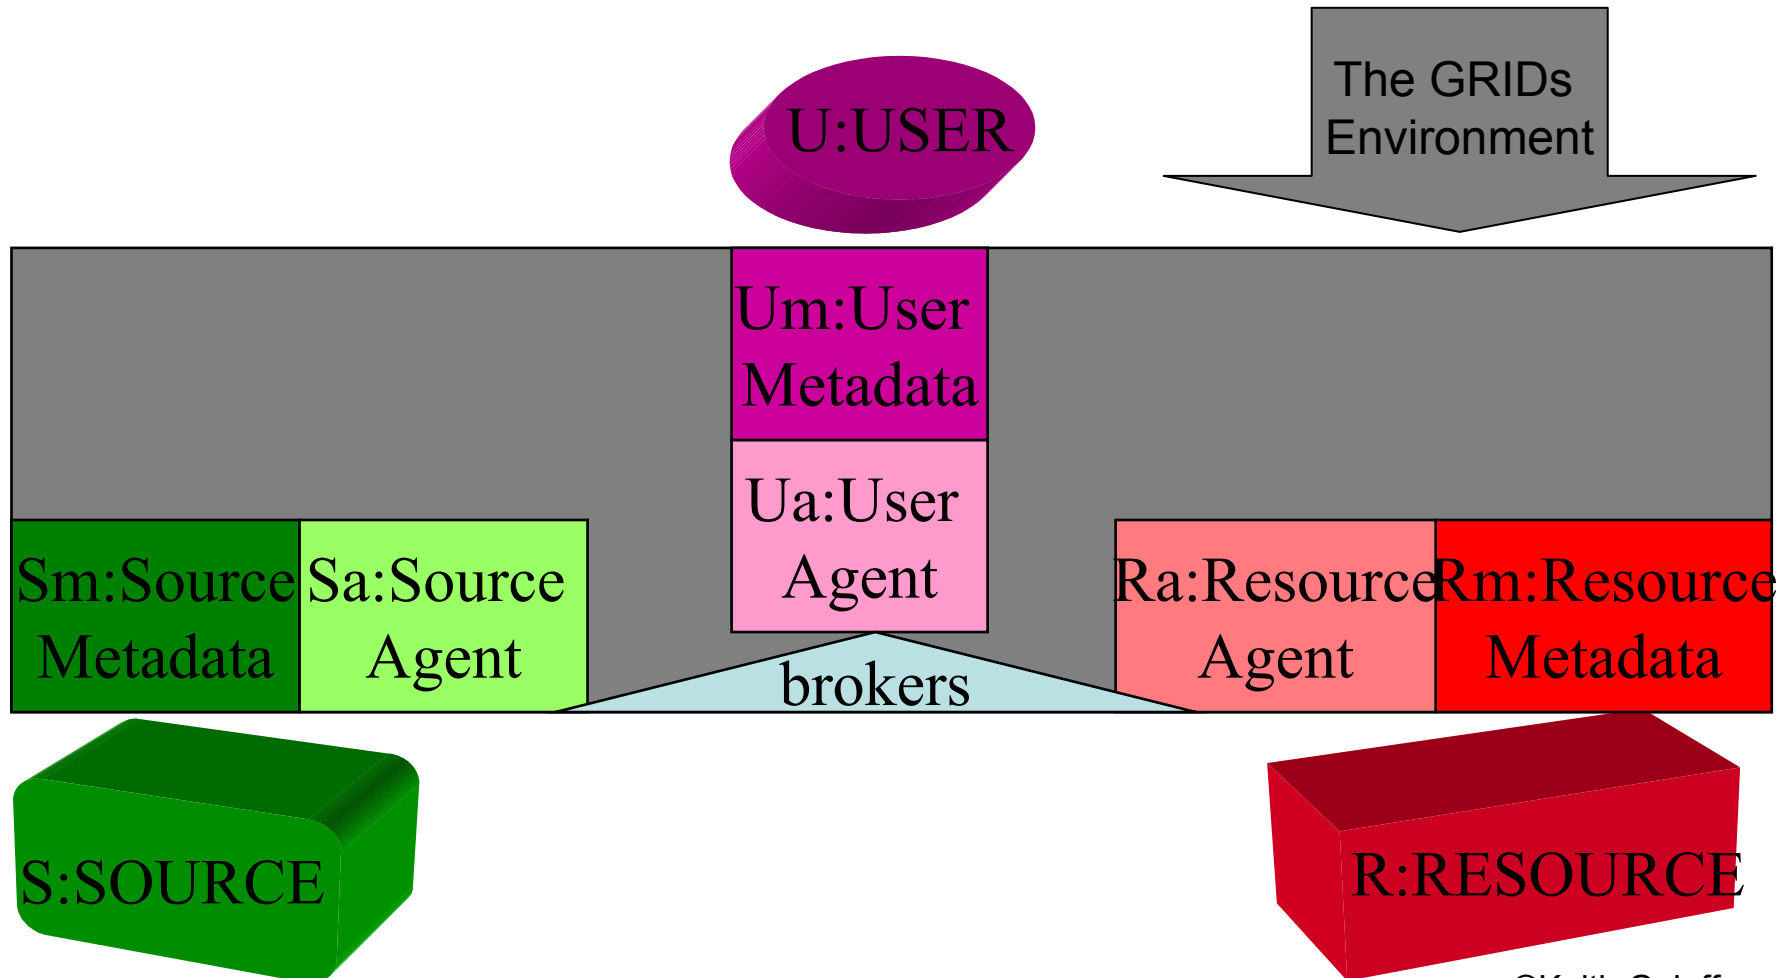 U:USER
The GRIDs
Environment
Um:User
Metadata
Ua:User
Agent
Sm:Source
Metadata
Sa:Source
Agent
brokers
Ra:Resource
Agent
Rm:Resource
Metadata
S:SOURCE
R:RESOURCE